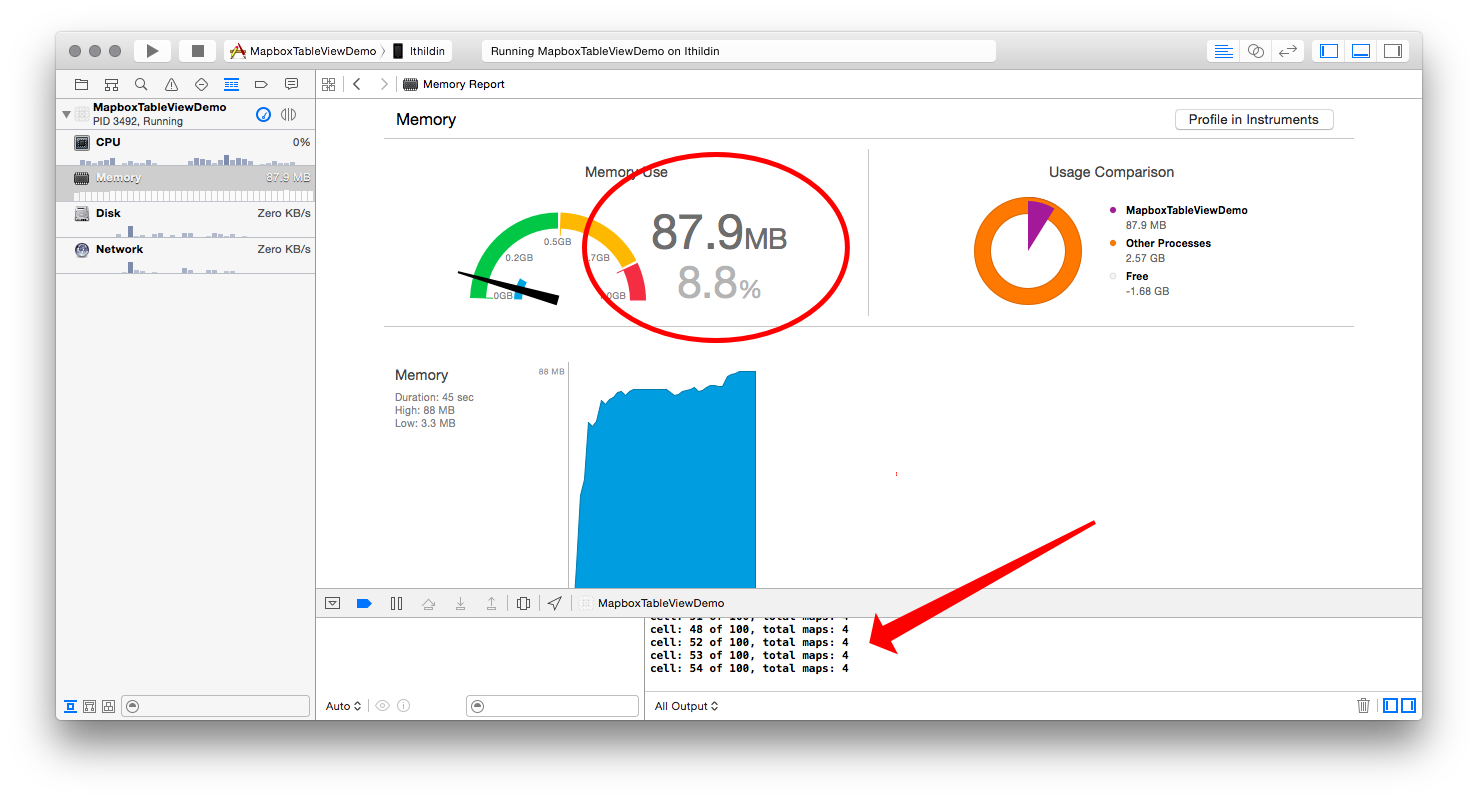 MapboxTableViewDemo
Ithildin
Running MapboxTableViewDemo on Ithildin
MapboxTableViewDemo
PID 3492, Running
CPU 0%
Memory 87.9 MB
Disk Zero KB/s
Network Zero KB/s
Memory Report
Memory
Profile in Instruments
Memory Use
87.9MB
8.8%
0.5GB
0.2GB
.7GB
.0GB
.0GB
Usage Comparison
MapboxTableViewDemo
87.9 MB
Other Processes
2.57 GB
Free
-1.68 GB
Memory
Duration: 45 sec
High: 88 MB
Low: 3.3 MB
88 MB
MapboxTableViewDemo
cell: 51 of 100, total maps: 4
cell: 48 of 100, total maps: 4
cell: 52 of 100, total maps: 4
cell: 53 of 100, total maps: 4
cell: 54 of 100, total maps: 4
Auto
All Output